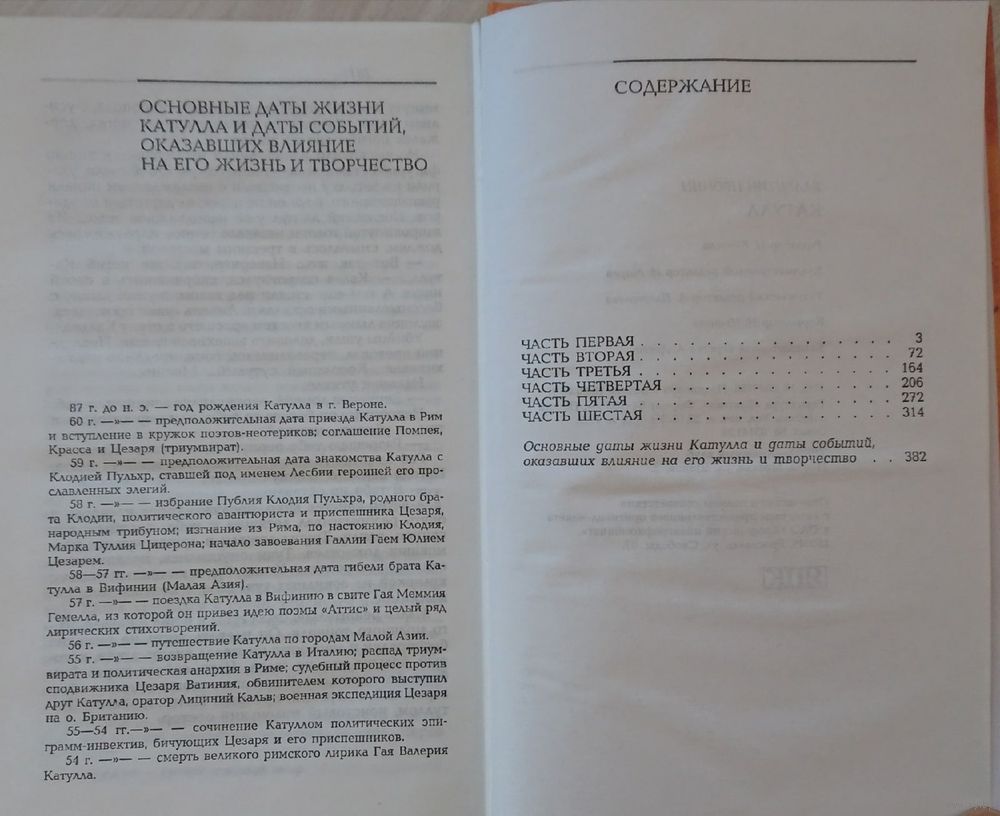 ОСНОВНЫЕ ДАТЫ ЖИЗНИ
КАТУЛЛА И ДАТЫ СОБЫТИЙ,
ОКАЗАВШИХ ВЛИЯНИЕ
НА ЕГО ЖИЗНЬ И ТВОРЧЕСТВО
87 г. до н. э. — год рождения Катулла в г. Вероне.
60 г. —»— — предположительная дата приезда Катулла в Рим
и вступление в кружок поэтов-неотериков; соглашение Помпея,
Красса и Цезаря (триумвират).
59 г. —»— — предположительная дата знакомства Катулла с
Клодией Пульхр, ставшей под именем Лесбии героиней его про-
славленных элегий.
58 г. —»— — избрание Публия Клодия Пульхра, родного бра-
та Клодии, политического авантюриста и приспешника Цезаря,
народным трибуном; изгнание из Рима, по настоянию Клодия,
Марка Туллия Цицерона; начало завоевания Галлии Гаем Юлием
Цезарем.
58—57 гг. —»— — предположительная дата гибели брата Ка-
тулла в Вифинии (Малая Азия).
57 г. —»— — поездка Катулла в Вифинию в свите Гая Меммия
Гемелла, из которой он привез идею поэмы «Аттис» и целый ряд
лирических стихотворений.
56 г. —»— — путешествие Катулла по городам Малой Азии.
55 г. —»— — возвращение Катулла в Италию; распад триум-
вирата и политическая анархия в Риме; судебный процесс против
сподвижника Цезаря Ватиния, обвинителем которого выступил
друг Катулла, оратор Лициний Кальв; военная экспедиция Цезаря
на о. Британию.
55—54 гг.—»— — сочинение Катуллом политических эпи-
грамм-инвектив, бичующих Цезаря и его приспешников.
54 г. —»— — смерть великого римского лирика Гая Валерия
Катулла.
СОДЕРЖАНИЕ
ЧАСТЬ ПЕРВАЯ . . . . . . . . . . . . . . 3
ЧАСТЬ ВТОРАЯ . . . . . . . . . . . . . . 72
ЧАСТЬ ТРЕТЬЯ . . . . . . . . . . . . . . 164
ЧАСТЬ ЧЕТВЕРТАЯ . . . . . . . . . . . . 206
ЧАСТЬ ПЯТАЯ . . . . . . . . . . . . . . 272
ЧАСТЬ ШЕСТАЯ . . . . . . . . . . . . . 314
Основные даты жизни Катулла и даты событий,
оказавших влияние на его жизнь и творчество . . 382